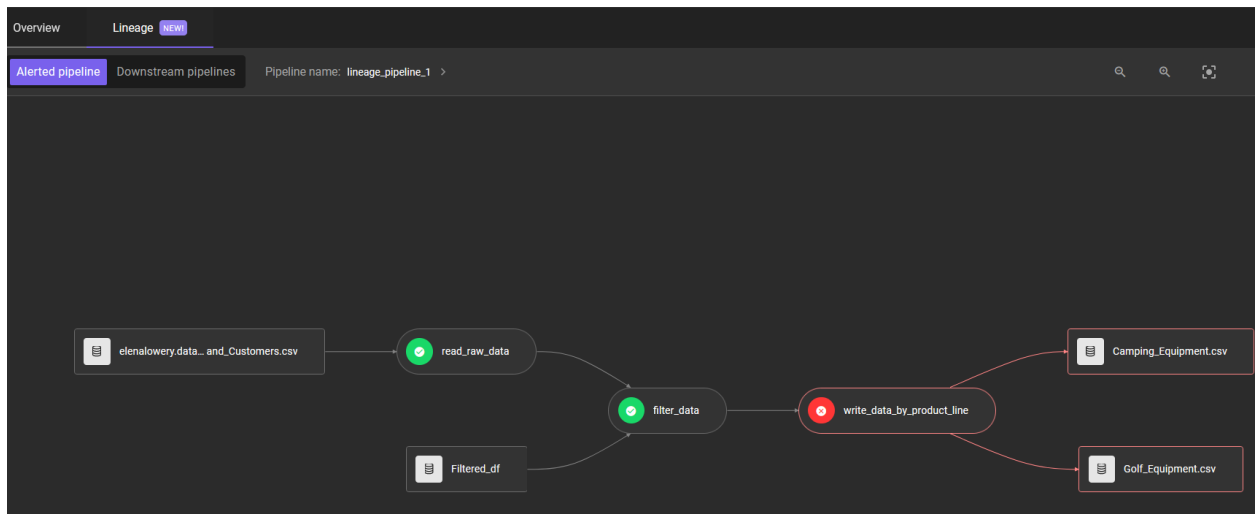 Overview
Lineage NEW!
Alerted pipeline
Downstream pipelines
Pipeline name: lineage_pipeline_1 >
elenalowery.data... and_Customers.csv
read_raw_data
Camping_Equipment.csv
filter_data
write_data_by_product_line
Filtered_df
Golf_Equipment.csv